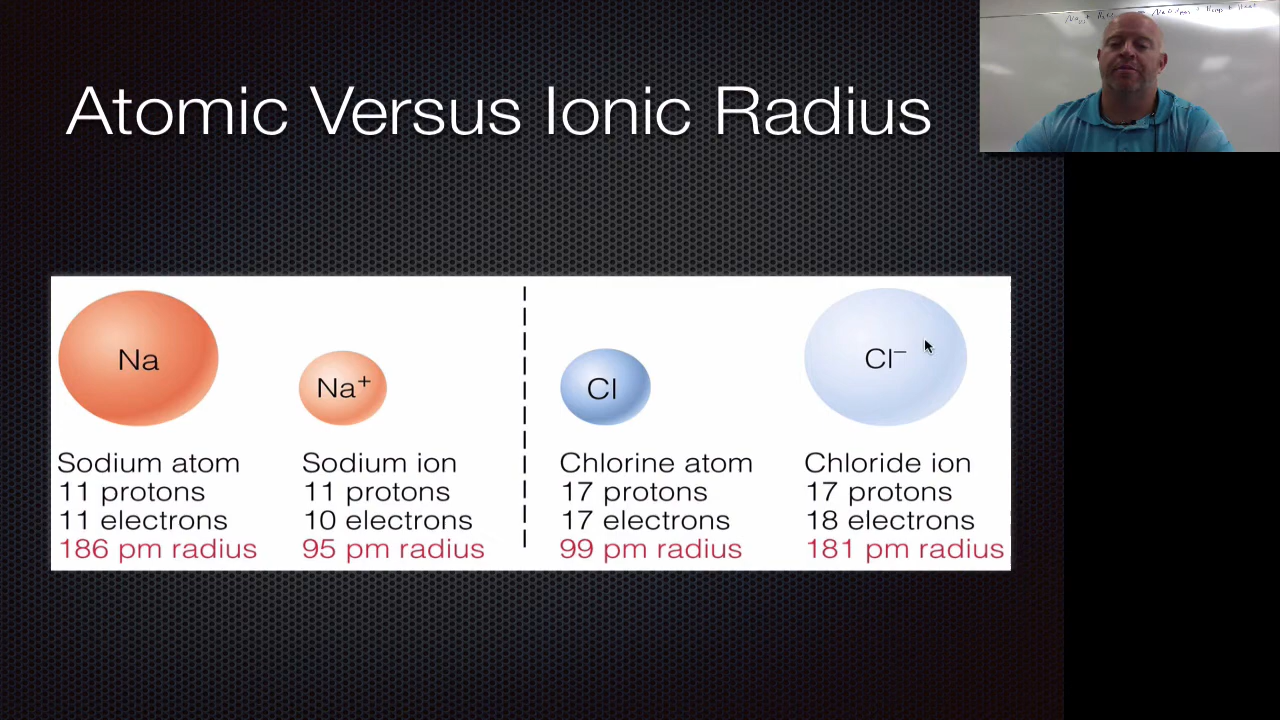 Atomic Versus Ionic Radius
Na
Na⁺
Cl
Cl⁻
Sodium atom
11 protons
11 electrons
186 pm radius
Sodium ion
11 protons
10 electrons
95 pm radius
Chlorine atom
17 protons
17 electrons
99 pm radius
Chloride ion
17 protons
18 electrons
181 pm radius